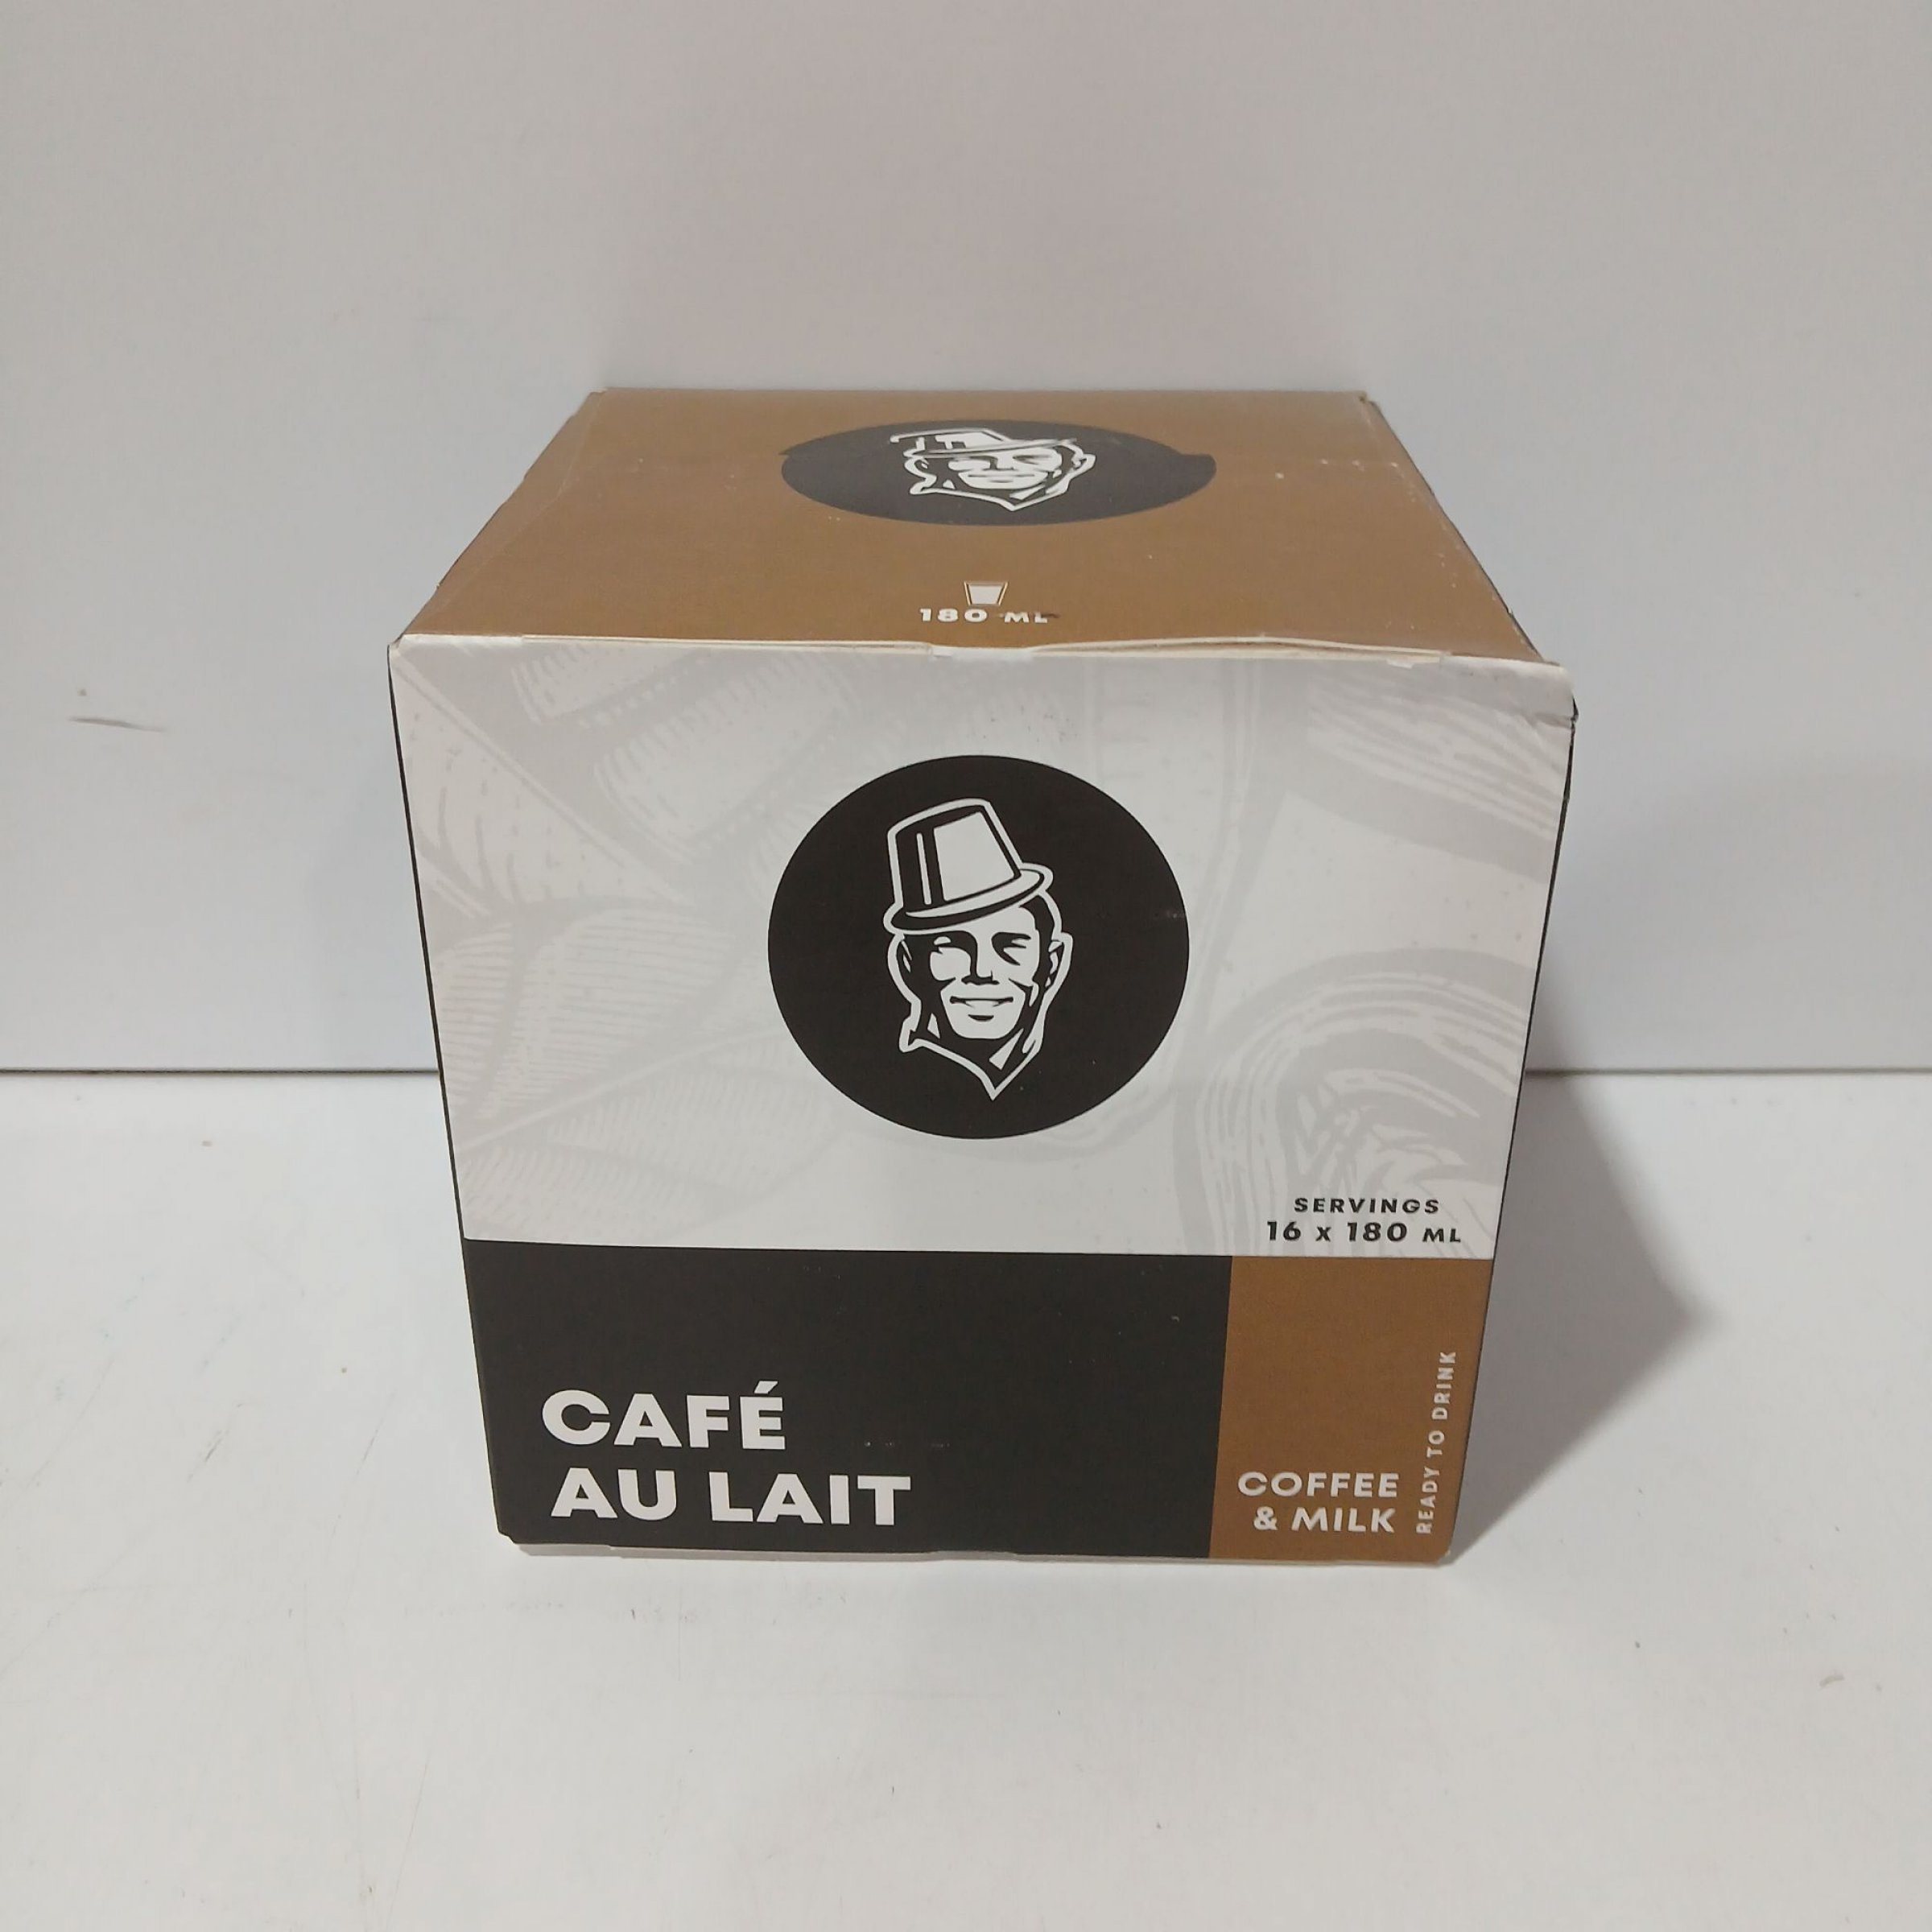 180 ML
SERVINGS
16 x 180 ML
CAFÉ
AU LAIT
COFFEE
& MILK
READY TO DRINK